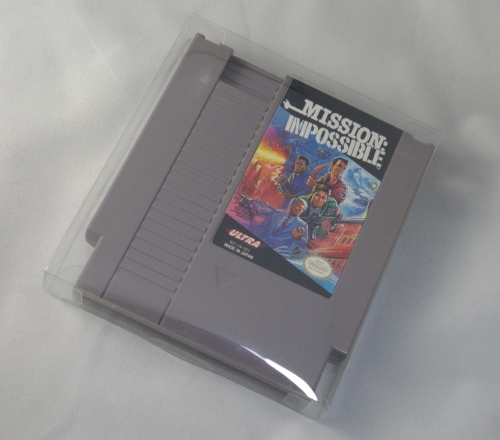 MISSION:
IMPOSSIBLE
ULTRA
MADE IN JAPAN